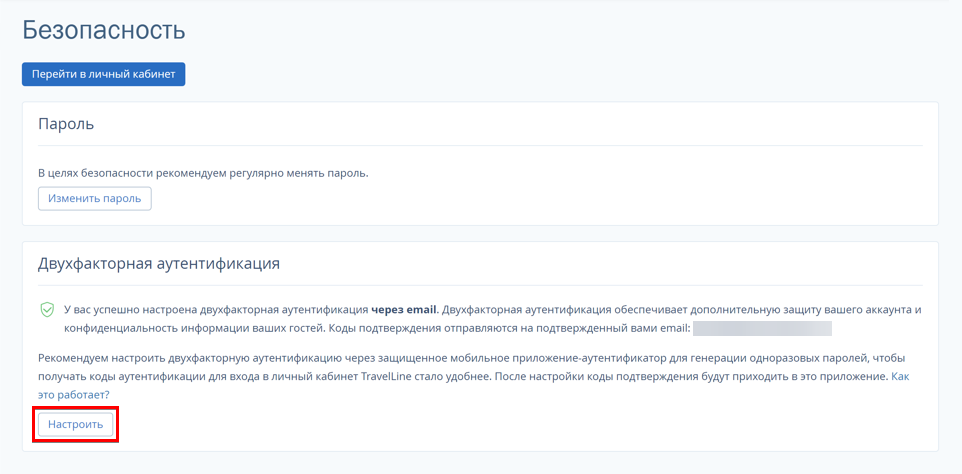 Безопасность
Перейти в личный кабинет
Пароль
В целях безопасности рекомендуем регулярно менять пароль.
Изменить пароль
Двухфакторная аутентификация
У вас успешно настроена двухфакторная аутентификация через email. Двухфакторная аутентификация обеспечивает дополнительную защиту вашего аккаунта и
конфиденциальность информации ваших гостей. Коды подтверждения отправляются на подтвержденный вами email:
Рекомендуем настроить двухфакторную аутентификацию через защищенное мобильное приложение-аутентификатор для генерации одноразовых паролей, чтобы
получать коды аутентификации для входа в личный кабинет TravelLine стало удобнее. После настройки коды подтверждения будут приходить в это приложение. Как
это работает?
Настроить